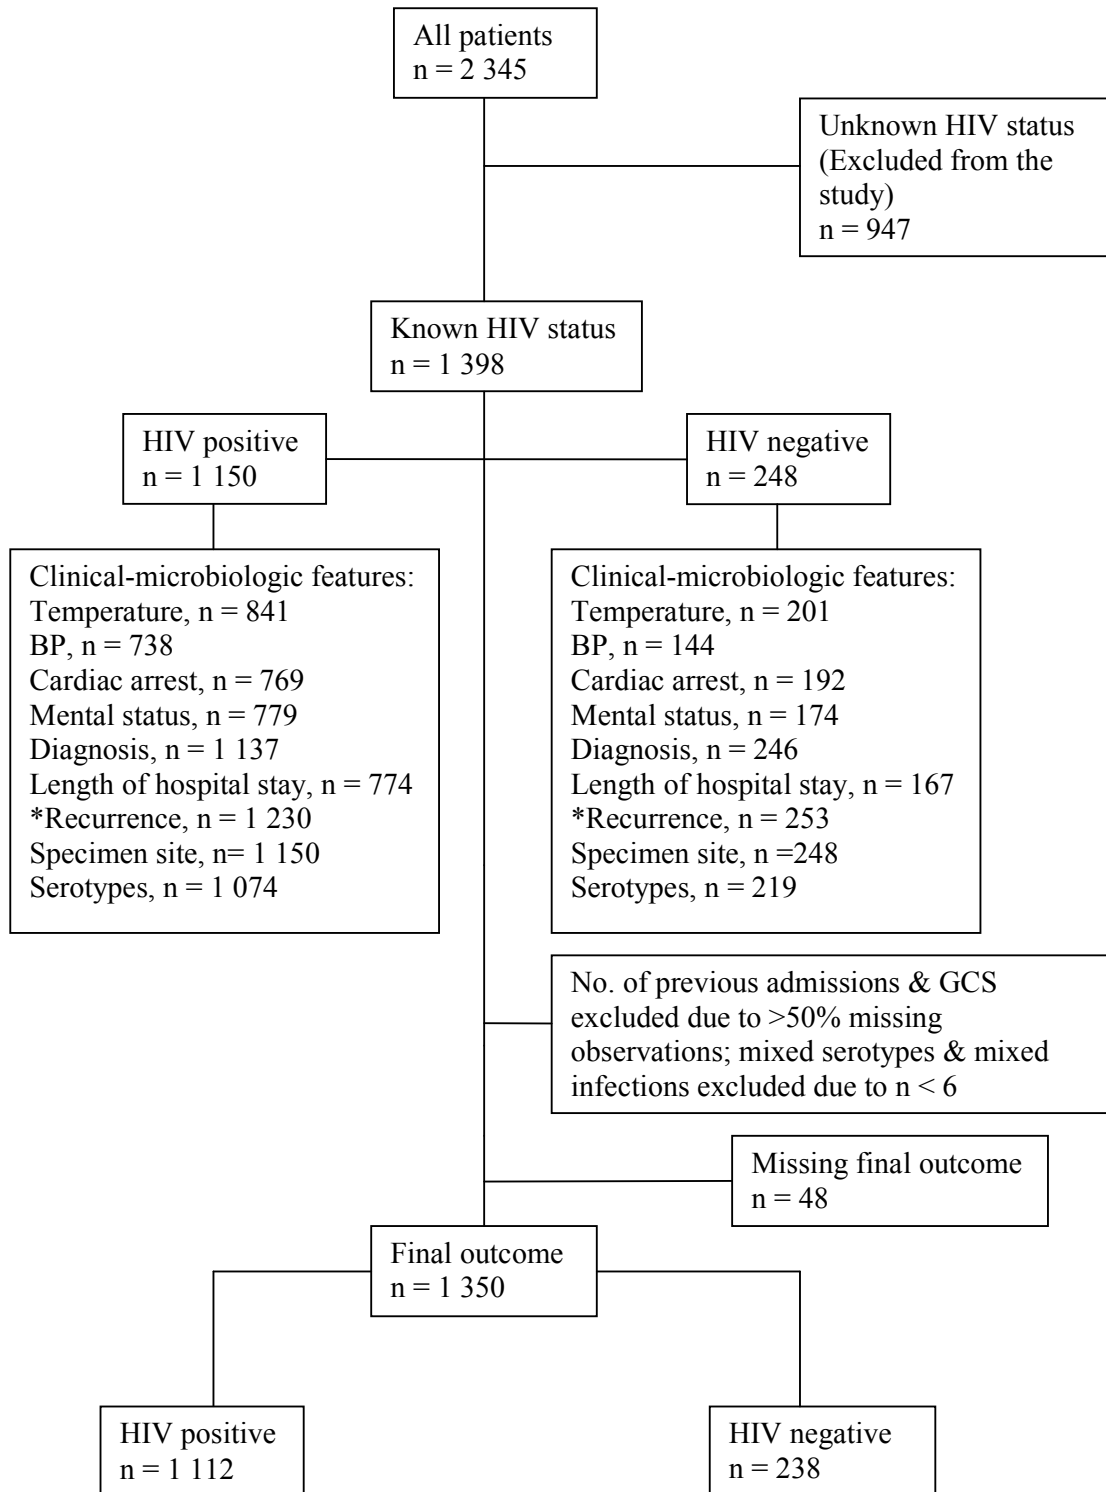 All patients
n = 2 345
Unknown HIV status
(Excluded from the
study)
n = 947
Known HIV status
n = 1 398
HIV positive
n = 1 150
HIV negative
n = 248
Clinical-microbiologic features:
Temperature, n = 841
BP, n = 738
Cardiac arrest, n = 769
Mental status, n = 779
Diagnosis, n = 1 137
Length of hospital stay, n = 774
*Recurrence, n = 1 230
Specimen site, n= 1 150
Serotypes, n = 1 074
Clinical-microbiologic features:
Temperature, n = 201
BP, n = 144
Cardiac arrest, n = 192
Mental status, n = 174
Diagnosis, n = 246
Length of hospital stay, n = 167
*Recurrence, n = 253
Specimen site, n =248
Serotypes, n = 219
No. of previous admissions & GCS
excluded due to >50% missing
observations; mixed serotypes & mixed
infections excluded due to n < 6
Missing final outcome
n = 48
Final outcome
n = 1 350
HIV positive
n = 1 112
HIV negative
n = 238